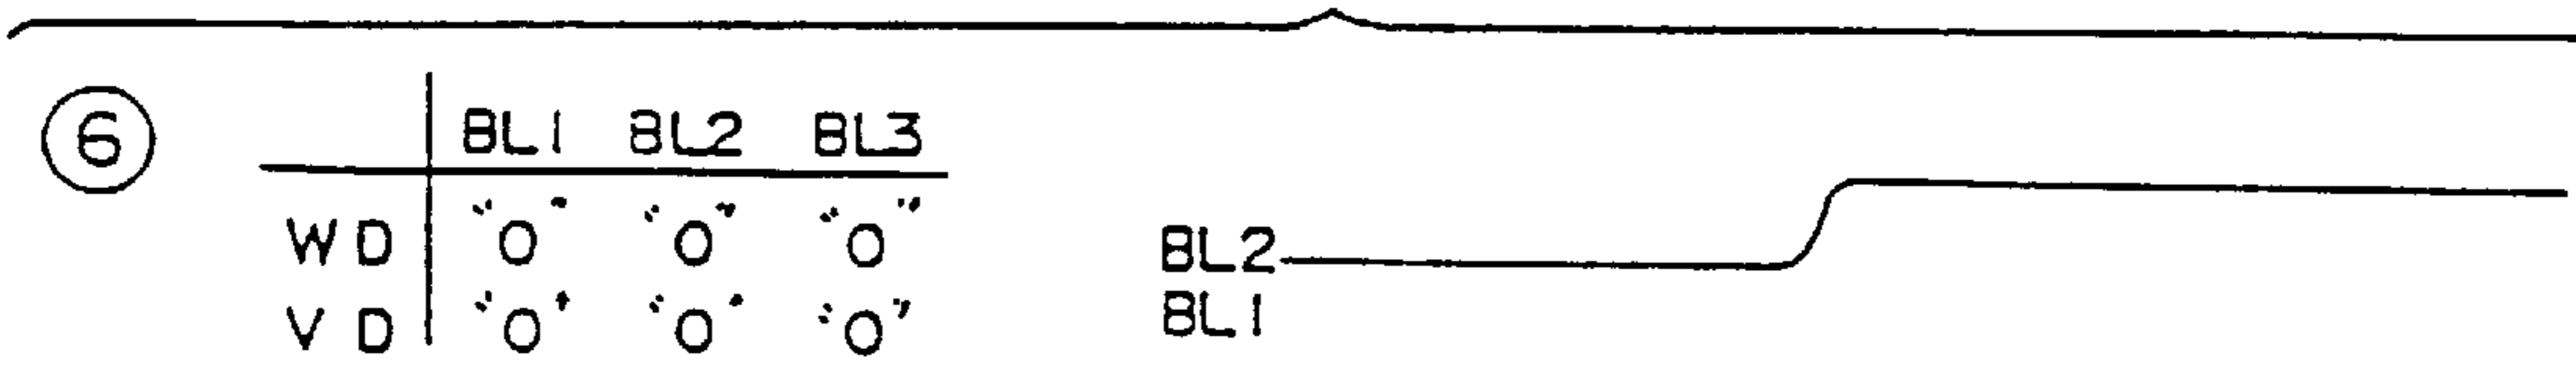 ⑥ BL1 BL2 BL3
WD "0" "0" "0"
VD "0" "0" "0"
BL2
BL1